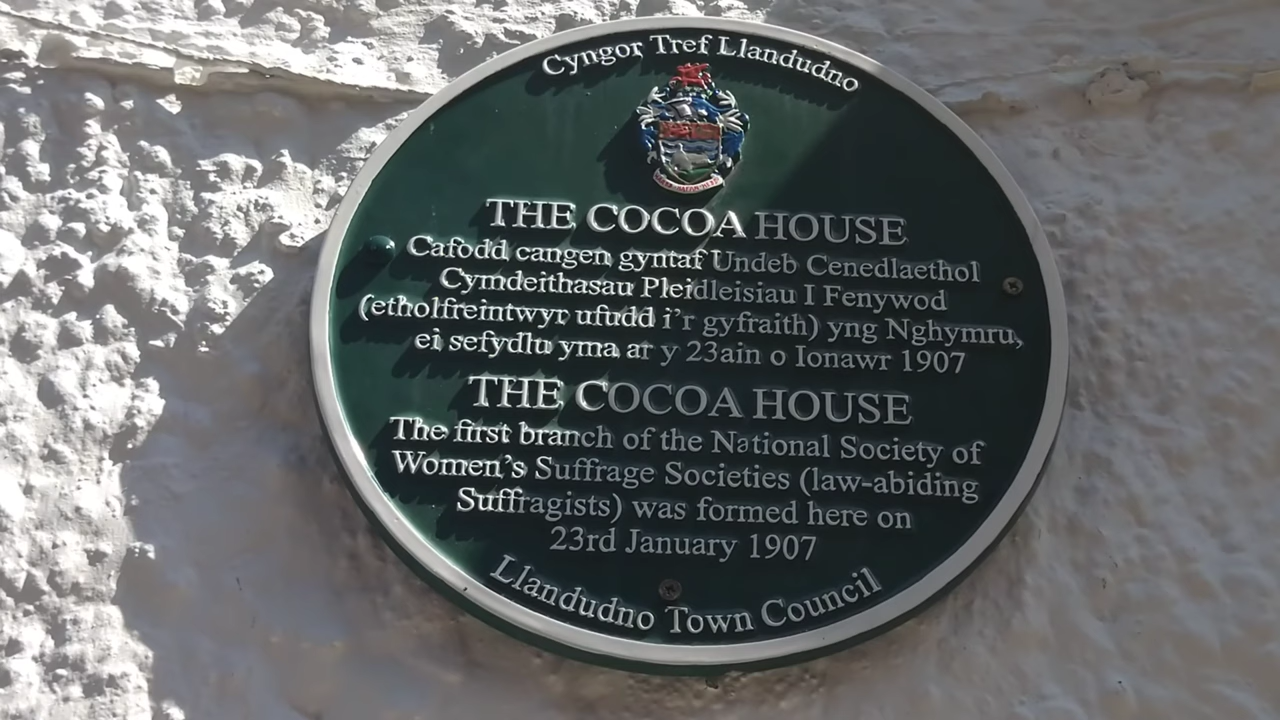 Cyngor Tref Llandudno
THE COCOA HOUSE
Cafodd cangen gyntaf Undeb Cenedlaethol
Cymdeithasau Pleidleisiau I Fenywod
(etholfreintwyr ufudd i'r gyfraith) yng Nghymru,
ei sefydlu yma ar y 23ain o Ionawr 1907
THE COCOA HOUSE
The first branch of the National Society of
Women's Suffrage Societies (law-abiding
Suffragists) was formed here on
23rd January 1907
Llandudno Town Council